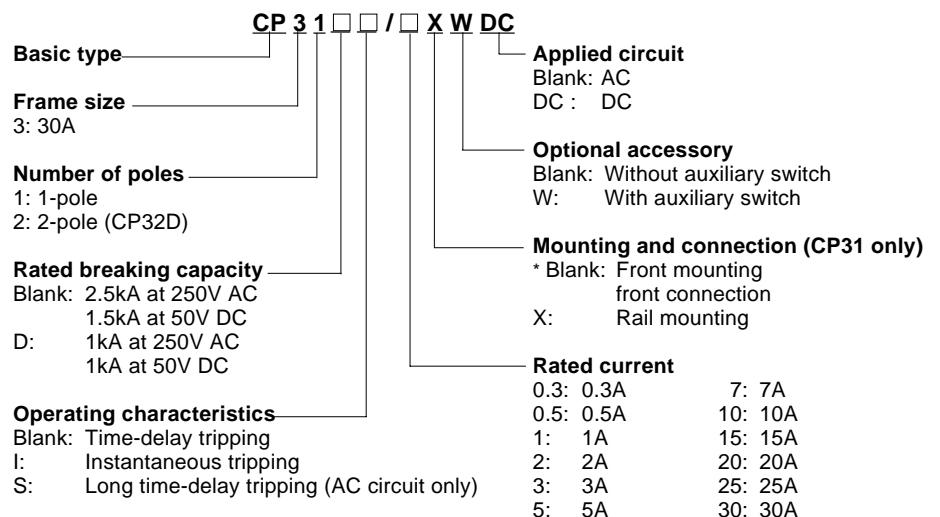 CP 3 1 □ □ / □ X W DC
Basic type
Frame size
3: 30A
Number of poles
1: 1-pole
2: 2-pole (CP32D)
Rated breaking capacity
Blank: 2.5kA at 250V AC
1.5kA at 50V DC
D: 1kA at 250V AC
1kA at 50V DC
Operating characteristics
Blank: Time-delay tripping
I: Instantaneous tripping
S: Long time-delay tripping (AC circuit only)
Applied circuit
Blank: AC
DC : DC
Optional accessory
Blank: Without auxiliary switch
W: With auxiliary switch
Mounting and connection (CP31 only)
* Blank: Front mounting
front connection
X: Rail mounting
Rated current
0.3: 0.3A 7: 7A
0.5: 0.5A 10: 10A
1: 1A 15: 15A
2: 2A 20: 20A
3: 3A 25: 25A
5: 5A 30: 30A